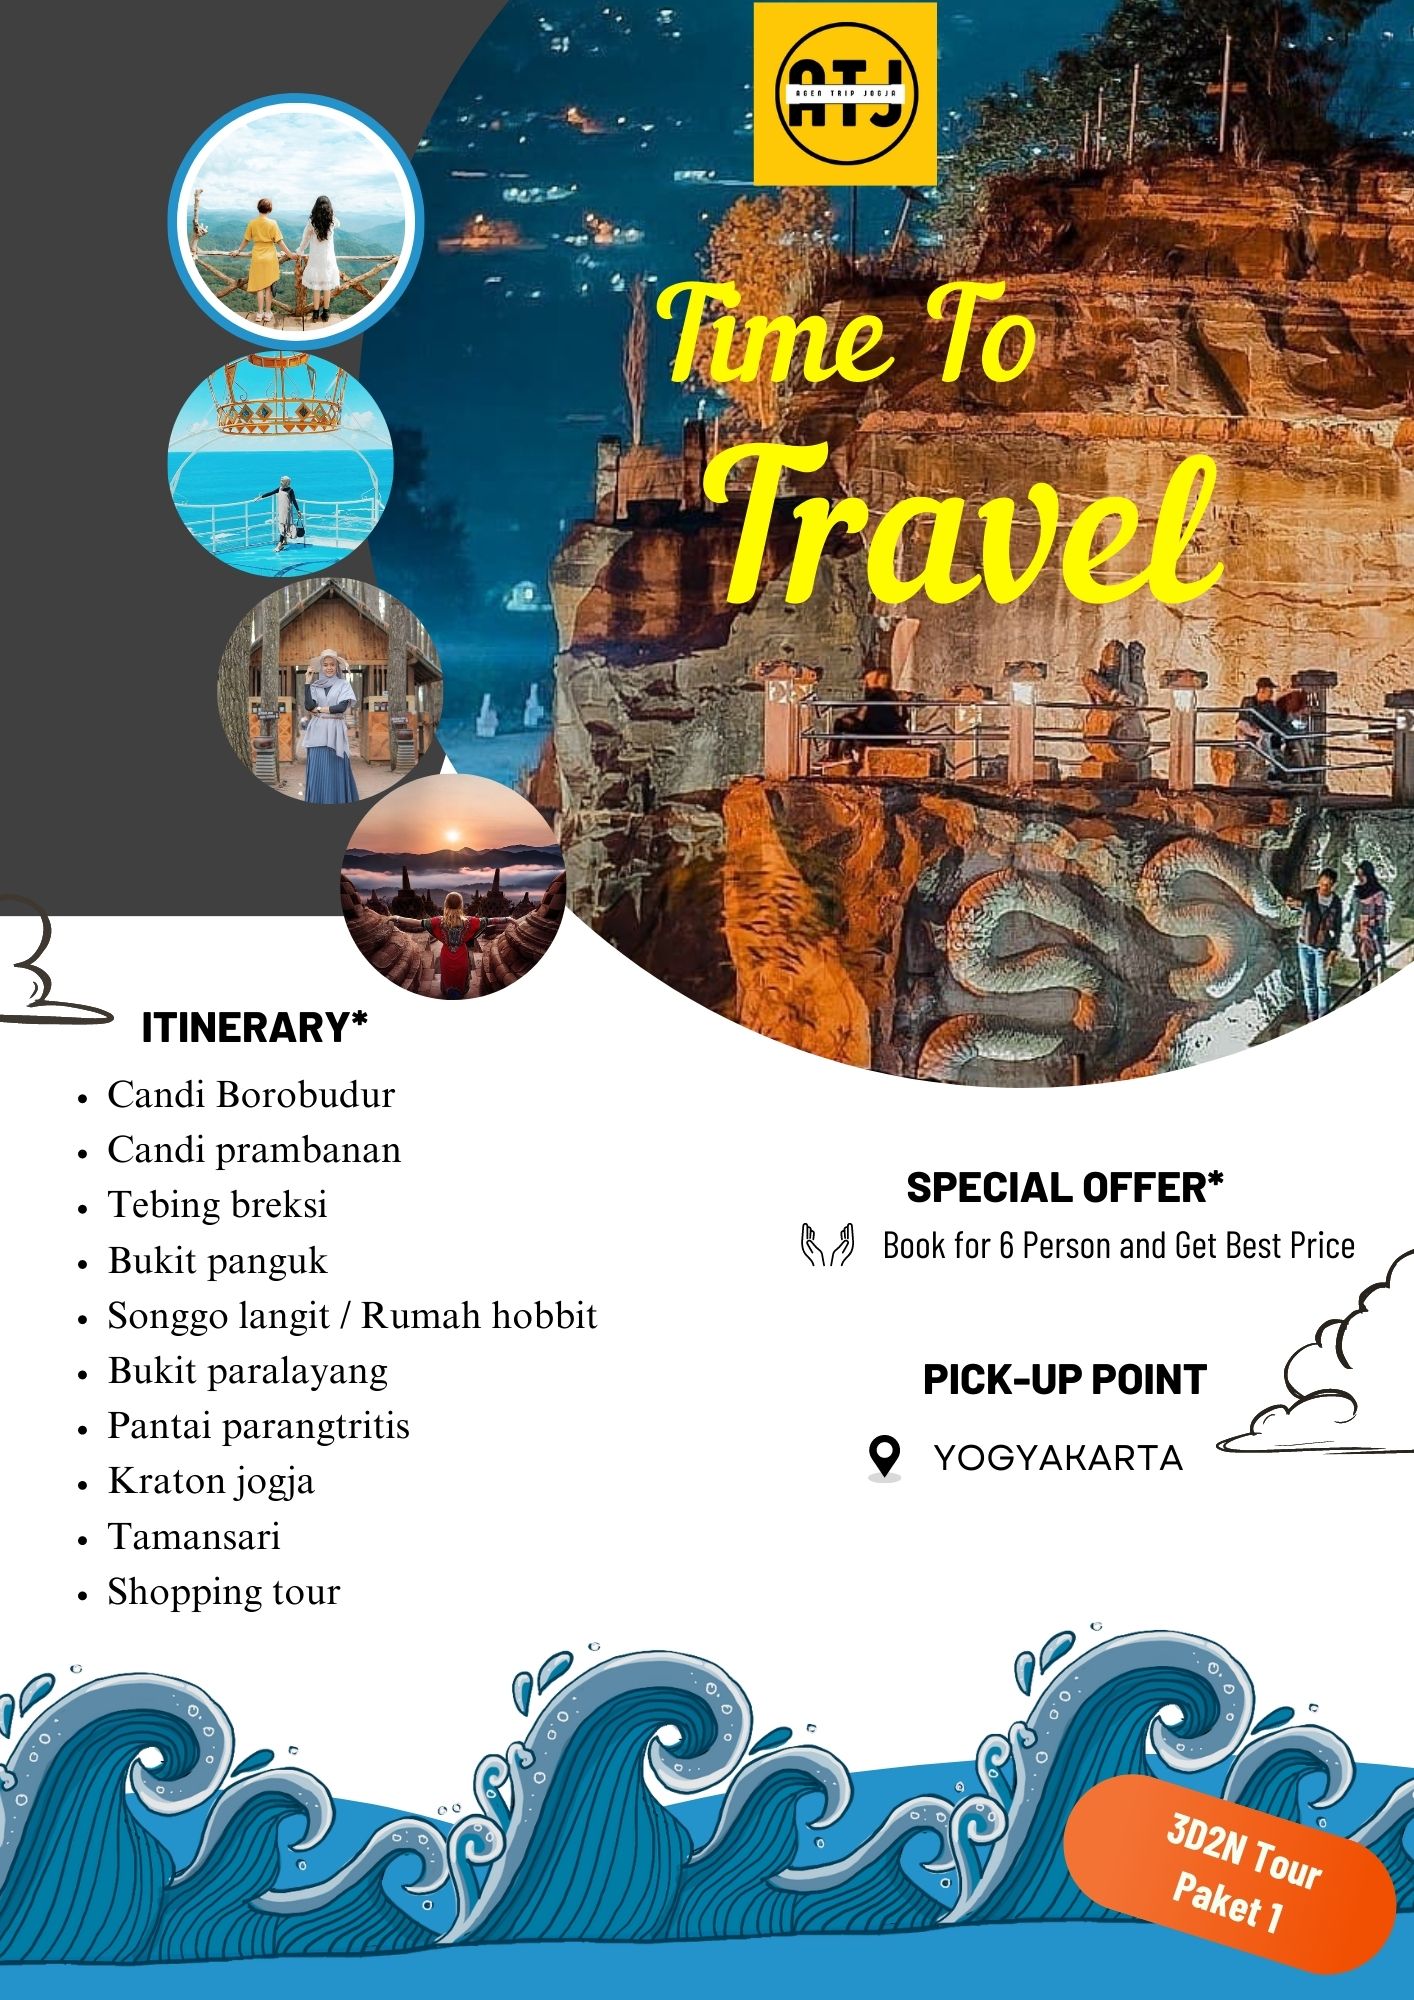 ATJ
AGEN TRIP JOGJA
Time To
Travel
ITINERARY*
• Candi Borobudur
• Candi prambanan
• Tebing breksi
• Bukit panguk
• Songgo langit / Rumah hobbit
• Bukit paralayang
• Pantai parangtritis
• Kraton jogja
• Tamansari
• Shopping tour
SPECIAL OFFER*
Book for 6 Person and Get Best Price
PICK-UP POINT
YOGYAKARTA
3D2N Tour
Paket 1